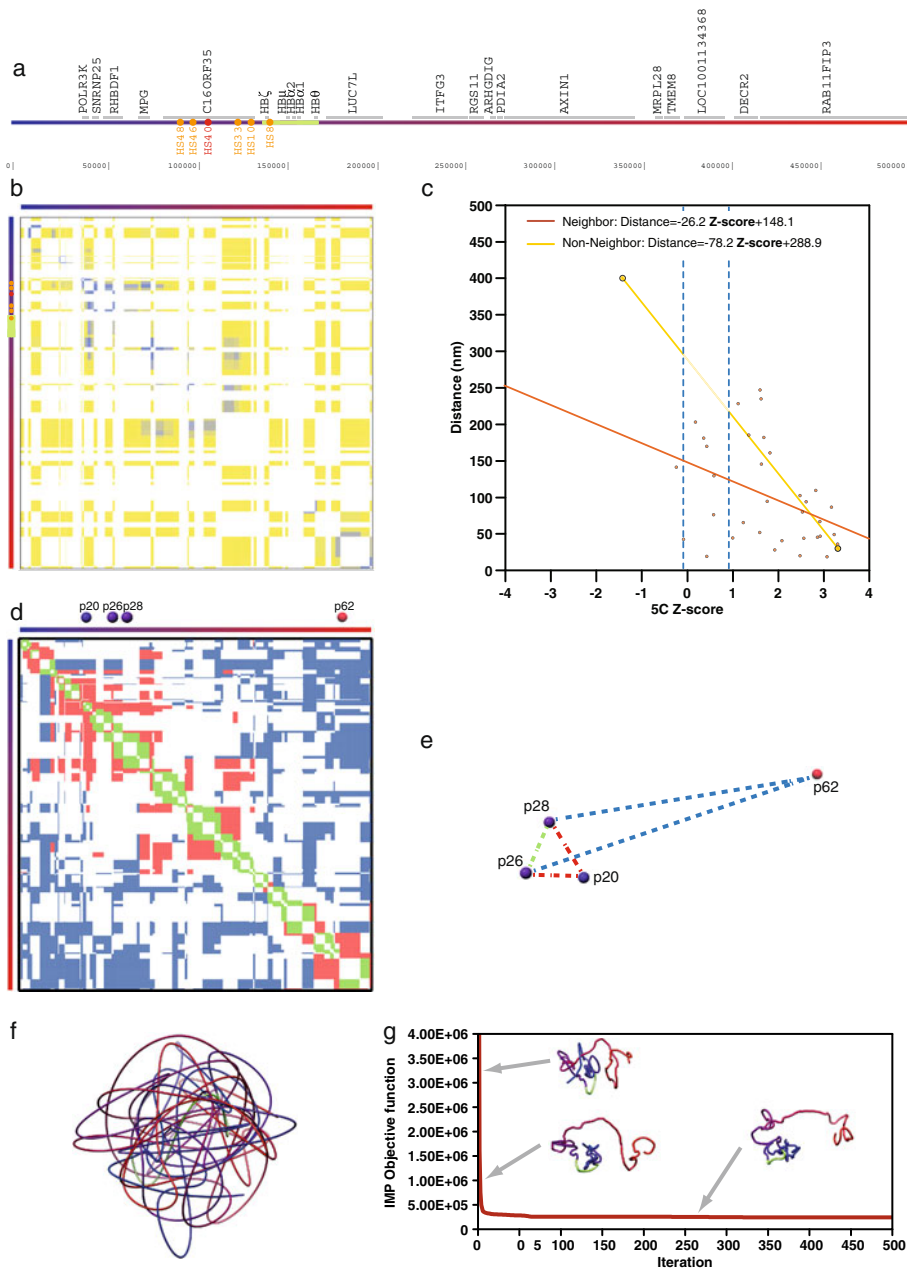 a
POLR3K
SNRNP25
RHBDF1
MPG
C16ORF35
HBζ
HBμ
HBα2
HBα1
HBθ
LUC7L
ITFG3
RGS11
ARHGDIG
PDIA2
AXIN1
MRPL28
TMEM8
LOC1001134368
DECR2
RAB11FIP3
HS48
HS46
HS40
HS33
HS10
HS8
0 50000 100000 150000 200000 250000 300000 350000 400000 450000 500000
b
c
500
450
400
350
300
250
200
150
100
50
0
Distance (nm)
Neighbor: Distance=-26.2 Z-score+148.1
Non-Neighbor: Distance=-78.2 Z-score+288.9
-4 -3 -2 -1 0 1 2 3 4
5C Z-score
d
p20 p26 p28 p62
e
p62
p28
p26
p20
f
g
4.00E+06
3.50E+06
3.00E+06
2.50E+06
2.00E+06
1.50E+06
1.00E+06
5.00E+05
0
IMP Objective function
0 0 5 100 150 200 250 300 350 400 450 500
Iteration